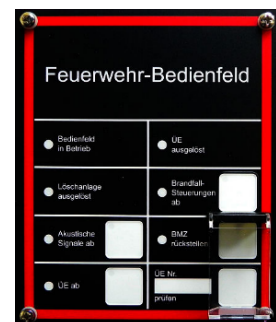 Feuerwehr-Bedienfeld
Bedienfeld
in Betrieb
ÜE
ausgelöst
Löschanlage
ausgelöst
Brandfall-
Steuerungen
ab
Akustische
Signale ab
BMZ
rückstellen
ÜE ab
ÜE Nr.
prüfen